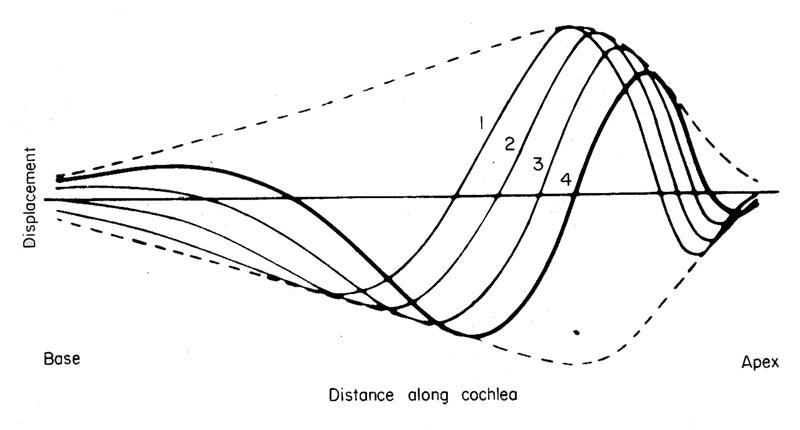 1
2
3
4
Displacement
Base
Apex
Distance along cochlea